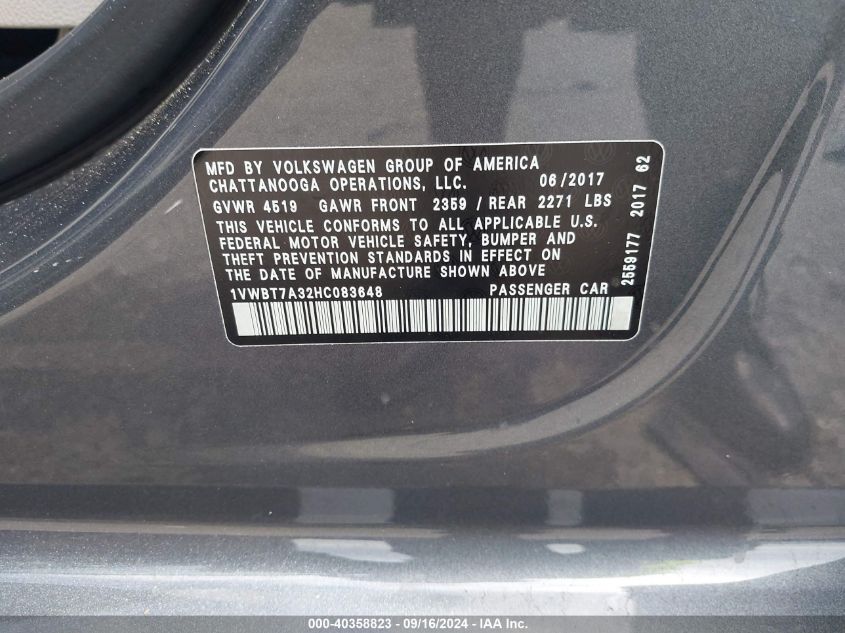 MFD BY VOLKSWAGEN GROUP OF AMERICA
CHATTANOOGA OPERATIONS, LLC. 06/2017
GVWR 4519 GAWR FRONT 2359 / REAR 2271 LBS
THIS VEHICLE CONFORMS TO ALL APPLICABLE U.S.
FEDERAL MOTOR VEHICLE SAFETY, BUMPER AND
THEFT PREVENTION STANDARDS IN EFFECT ON
THE DATE OF MANUFACTURE SHOWN ABOVE
1VWBT7A32HC083648 PASSENGER CAR
2559177 2017 62
000-40358823 - 09/16/2024 - IAAI.com